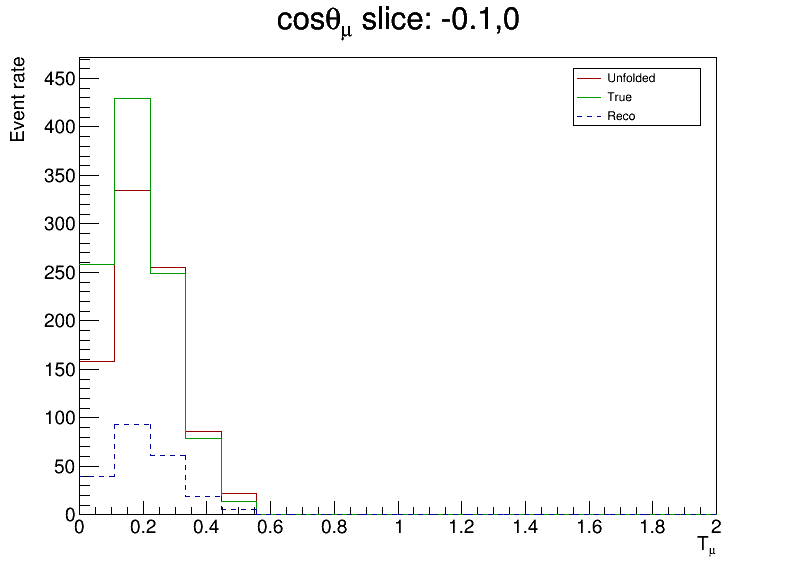 cosθμ slice: -0.1,0
Event rate
450
400
350
300
250
200
150
100
50
0
Unfolded
True
Reco
0 0.2 0.4 0.6 0.8 1 1.2 1.4 1.6 1.8 2
Tμ